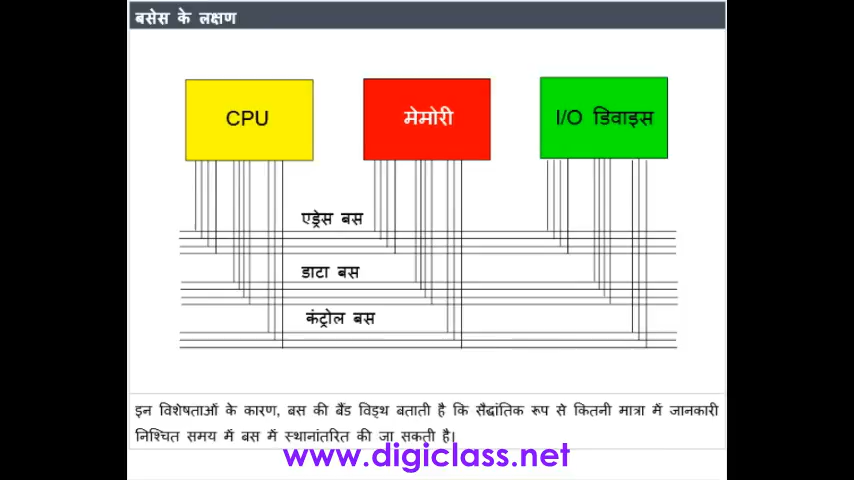 बसेस के लक्षण
CPU
मेमोरी
I/O डिवाइस
एड्रेस बस
डाटा बस
कंट्रोल बस
इन विशेषताओं के कारण, बस की बैंड विड्थ बताती है कि सैद्धांतिक रूप से कितनी मात्रा में जानकारी
निश्चित समय में बस में स्थानांतरित की जा सकती है।
www.digiclass.net